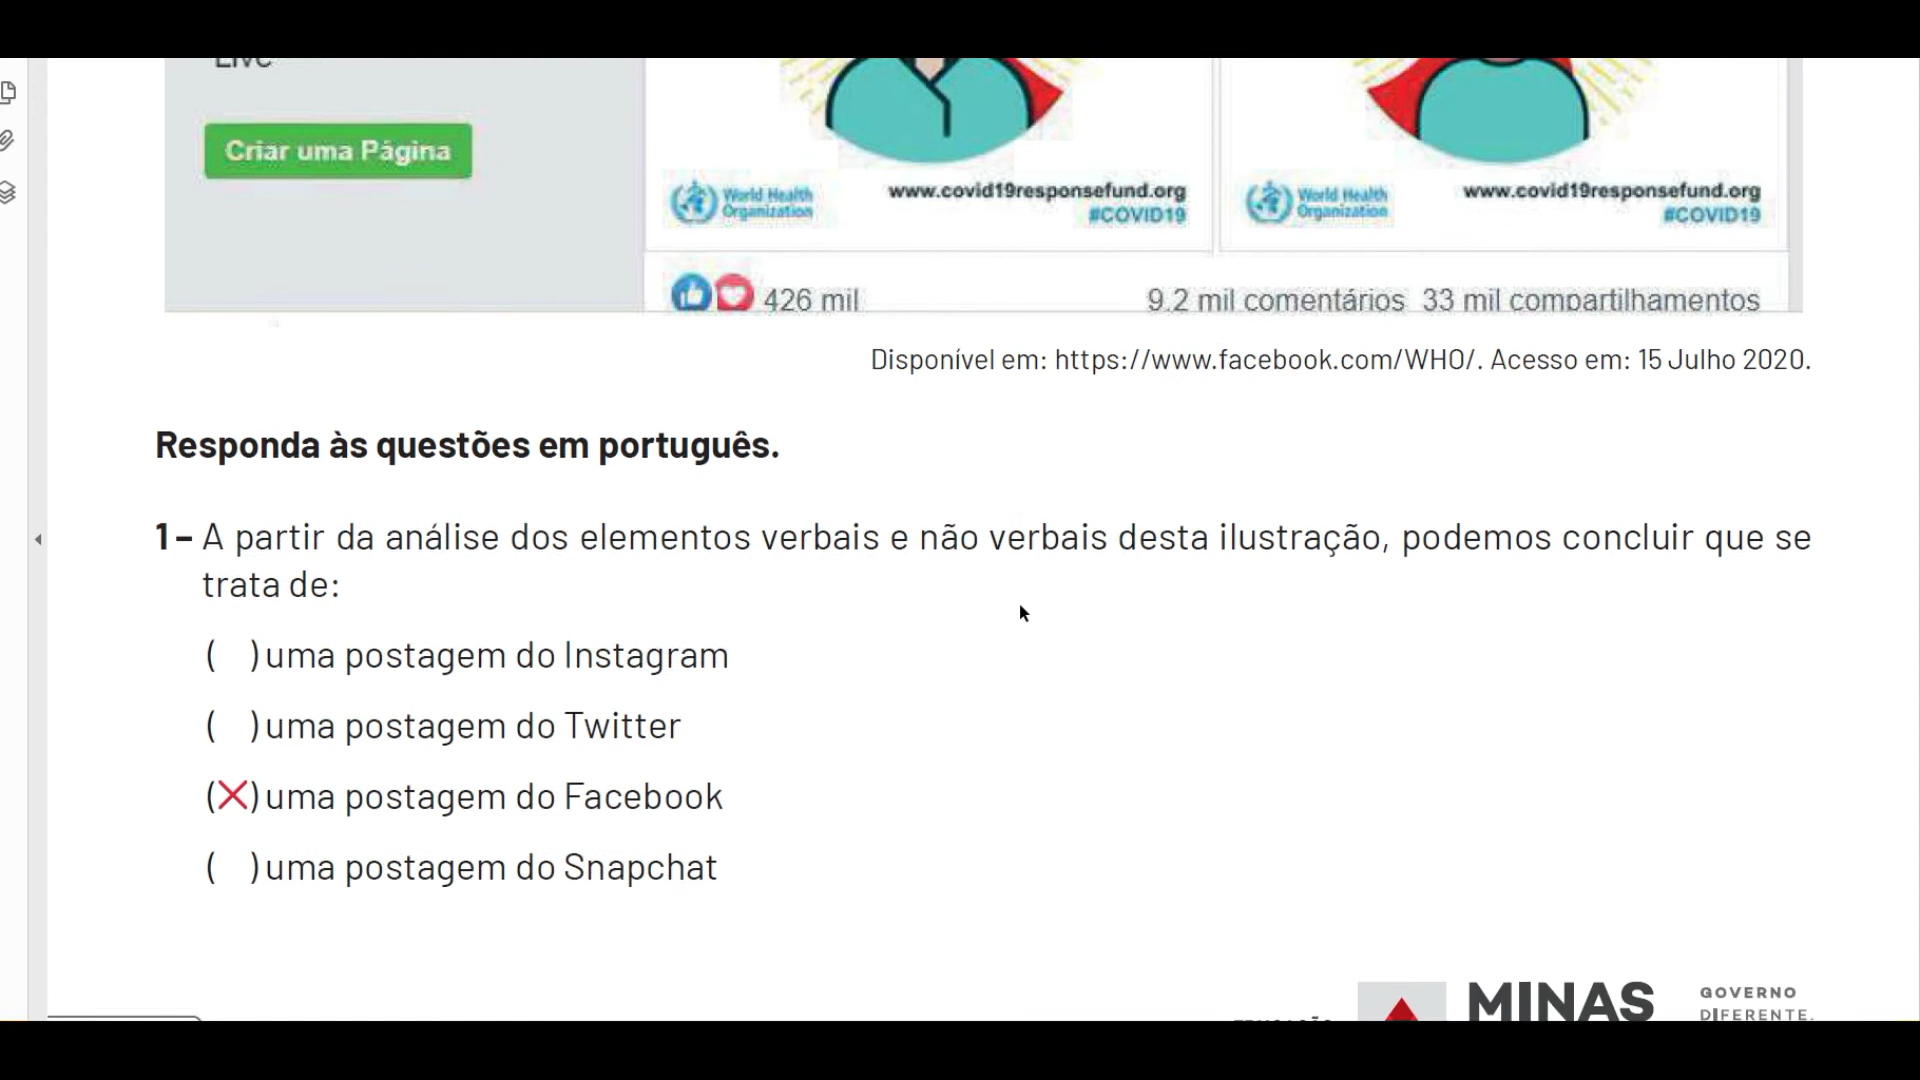 Live
Criar uma Página
World Health
Organization
www.covid19responsefund.org
#COVID19
World Health
Organization
www.covid19responsefund.org
#COVID19
426 mil
9.2 mil comentários 33 mil compartilhamentos
Disponível em: https://www.facebook.com/WHO/. Acesso em: 15 Julho 2020.
Responda às questões em português.
1 – A partir da análise dos elementos verbais e não verbais desta ilustração, podemos concluir que se
trata de:
( ) uma postagem do Instagram
( ) uma postagem do Twitter
(X) uma postagem do Facebook
( ) uma postagem do Snapchat
MINAS
GOVERNO
DIFERENTE.